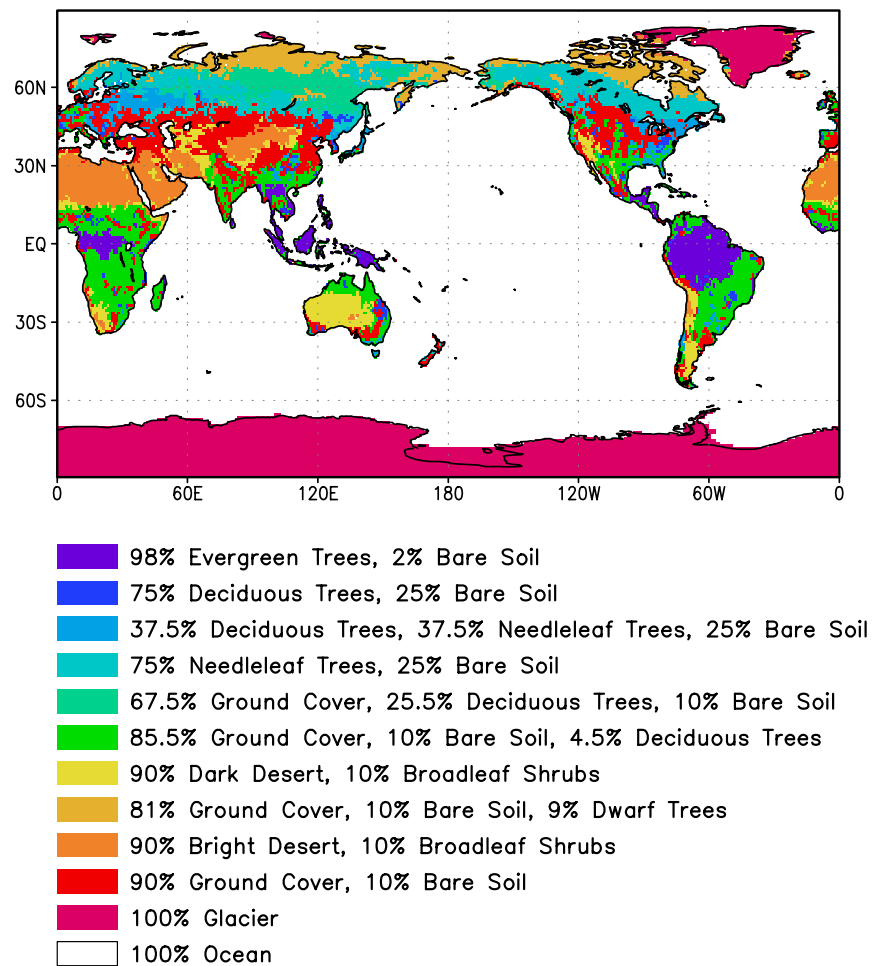 60N
30N
EQ
30S
60S
0 60E 120E 180 120W 60W 0
98% Evergreen Trees, 2% Bare Soil
75% Deciduous Trees, 25% Bare Soil
37.5% Deciduous Trees, 37.5% Needleleaf Trees, 25% Bare Soil
75% Needleleaf Trees, 25% Bare Soil
67.5% Ground Cover, 25.5% Deciduous Trees, 10% Bare Soil
85.5% Ground Cover, 10% Bare Soil, 4.5% Deciduous Trees
90% Dark Desert, 10% Broadleaf Shrubs
81% Ground Cover, 10% Bare Soil, 9% Dwarf Trees
90% Bright Desert, 10% Broadleaf Shrubs
90% Ground Cover, 10% Bare Soil
100% Glacier
100% Ocean